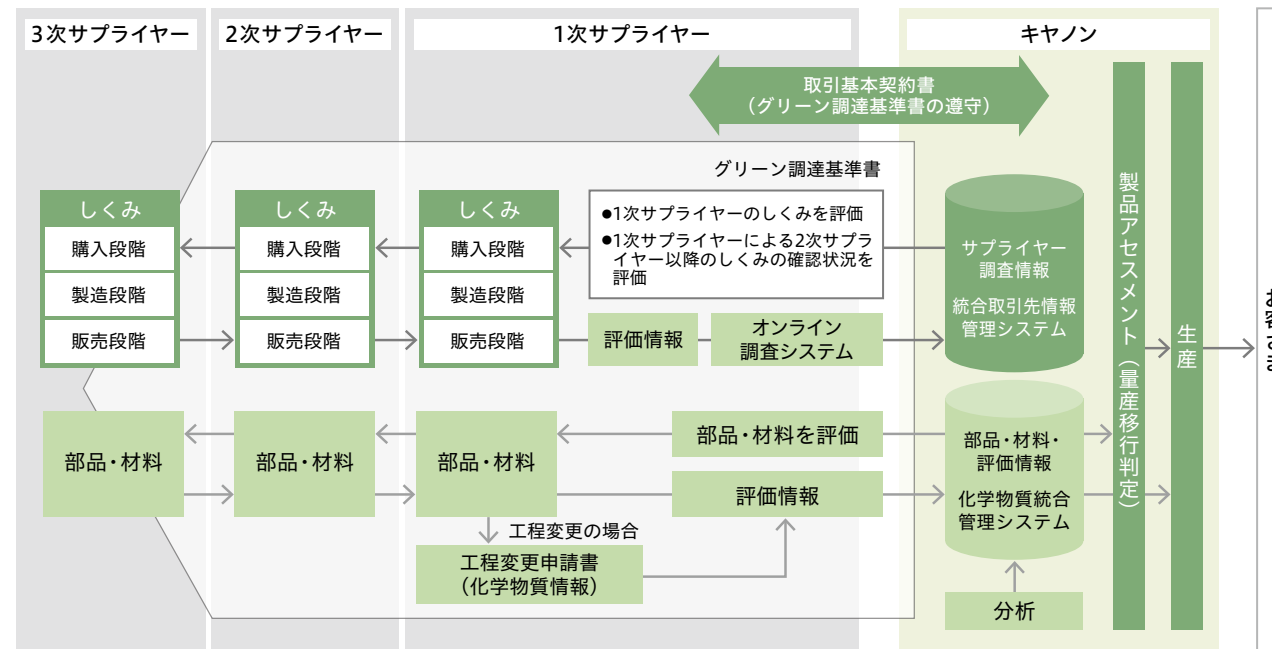 3次サプライヤー
2次サプライヤー
1次サプライヤー
キヤノン
取引基本契約書
（グリーン調達基準書の遵守）
グリーン調達基準書
しくみ
購入段階
製造段階
販売段階
しくみ
購入段階
製造段階
販売段階
しくみ
購入段階
製造段階
販売段階
●1次サプライヤーのしくみを評価
●1次サプライヤーによる2次サプラ
イヤー以降のしくみの確認状況を
評価
評価情報
オンライン
調査システム
サプライヤー
調査情報
統合取引先情報
管理システム
部品・材料
部品・材料
部品・材料
部品・材料を評価
評価情報
工程変更の場合
工程変更申請書
（化学物質情報）
部品・材料・
評価情報
化学物質統合
管理システム
分析
製品アセスメント（量産移行判定）
生産
お客さま